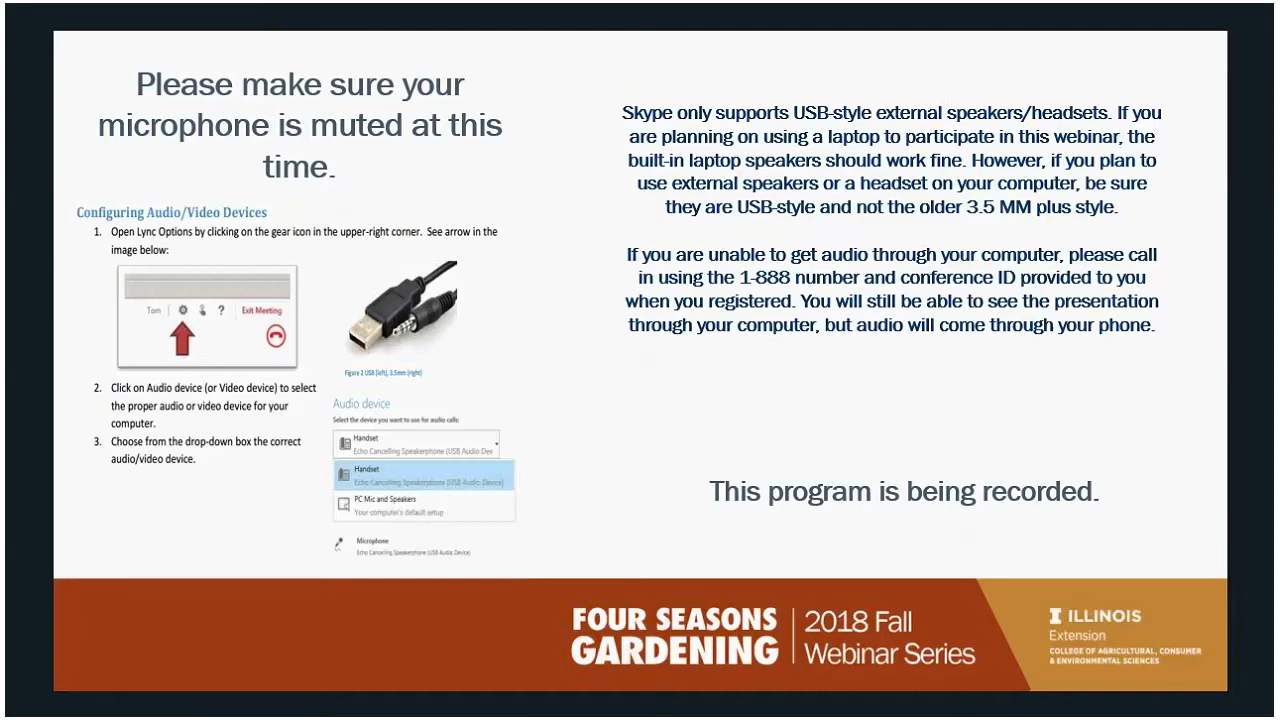 Please make sure your
microphone is muted at this
time.
Configuring Audio/Video Devices
1. Open Lync Options by clicking on the gear icon in the upper-right corner. See arrow in the
image below:
Tom ? Exit Meeting
Figure 2 USB (left), 3.5mm (right)
2. Click on Audio device (or Video device) to select
the proper audio or video device for your
computer.
3. Choose from the drop-down box the correct
audio/video device.
Audio device
Select the device you want to use for audio calls:
Handset
Echo Cancelling Speakerphone (USB Audio Dev
Handset
Echo Cancelling Speakerphone (USB Audio Device)
PC Mic and Speakers
Your computer's default setup
Microphone
Echo Cancelling Speakerphone (USB Audio Device)
Skype only supports USB-style external speakers/headsets. If you
are planning on using a laptop to participate in this webinar, the
built-in laptop speakers should work fine. However, if you plan to
use external speakers or a headset on your computer, be sure
they are USB-style and not the older 3.5 MM plus style.
If you are unable to get audio through your computer, please call
in using the 1-888 number and conference ID provided to you
when you registered. You will still be able to see the presentation
through your computer, but audio will come through your phone.
This program is being recorded.
FOUR SEASONS
GARDENING
2018 Fall
Webinar Series
I ILLINOIS
Extension
COLLEGE OF AGRICULTURAL, CONSUMER
& ENVIRONMENTAL SCIENCES